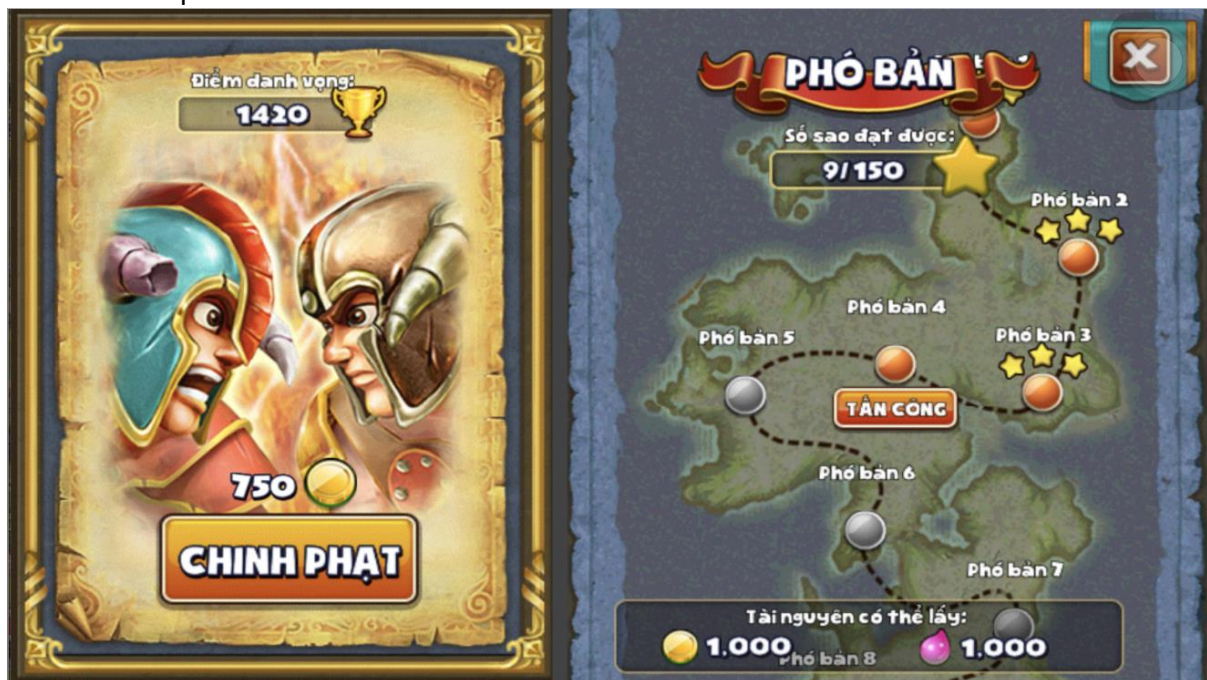 Điểm danh vọng:
1420
750
CHINH PHẠT
PHÓ BẢN
Số sao đạt được:
9/150
Phó bản 2
Phó bản 4
Phó bản 3
Phó bản 5
TẤN CÔNG
Phó bản 6
Phó bản 7
Tài nguyên có thể lấy:
1,000 1,000
Phó bản 8